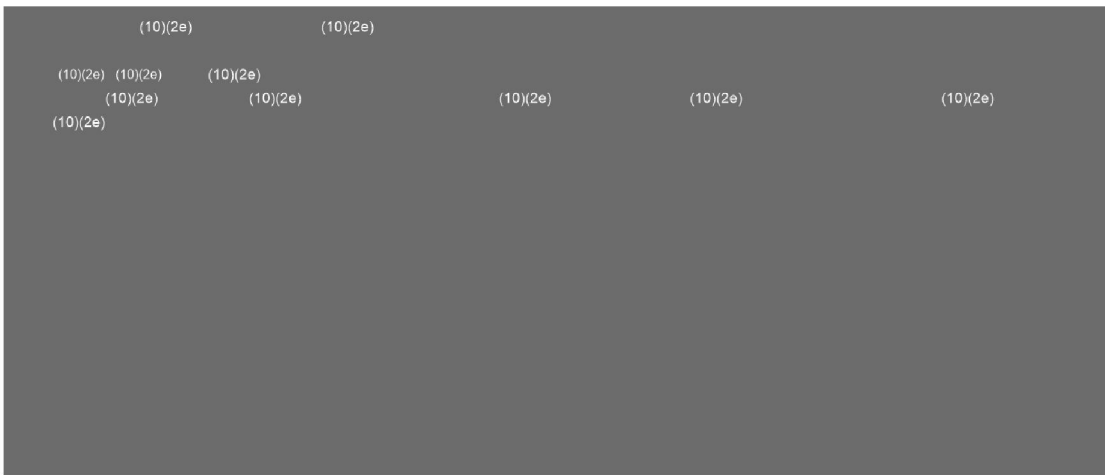 (10)(2e) (10)(2e)
(10)(2e) (10)(2e) (10)(2e)
(10)(2e) (10)(2e) (10)(2e) (10)(2e) (10)(2e)
(10)(2e)